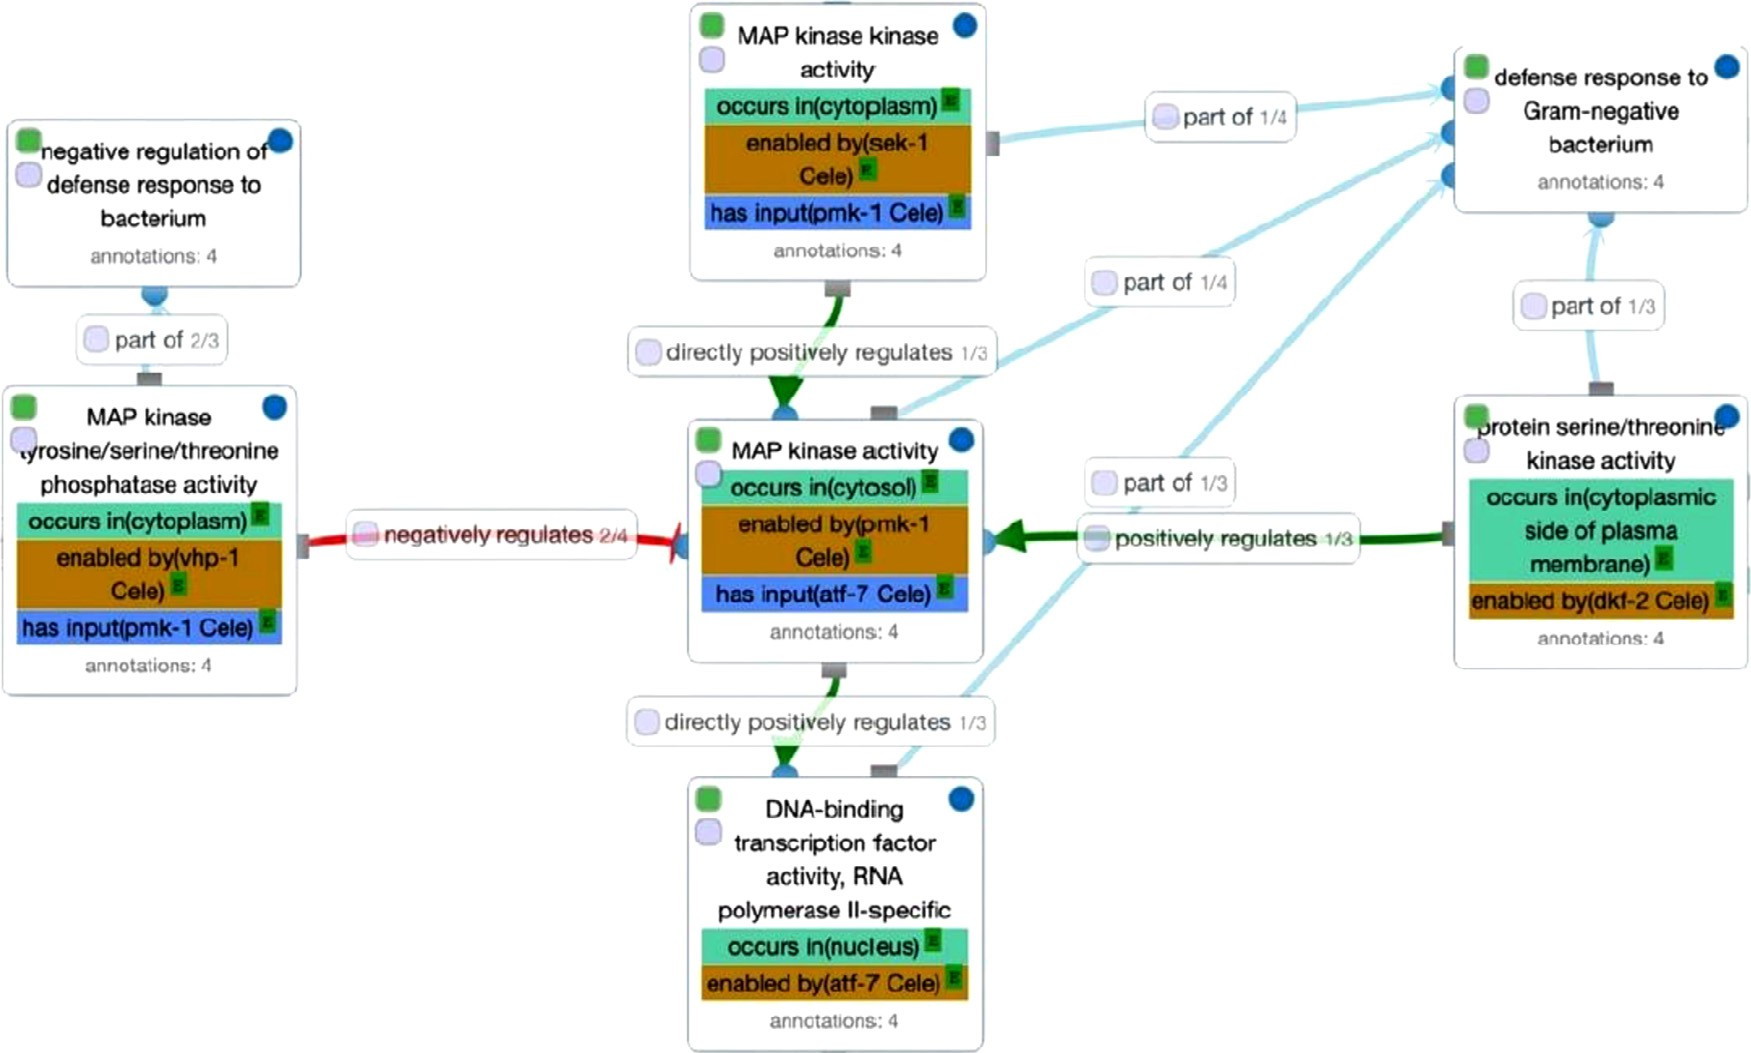 MAP kinase kinase
activity
occurs in(cytoplasm) E
enabled by(sek-1
Cele) E
has input(pmk-1 Cele) E
annotations: 4
part of 1/4
defense response to
Gram-negative
bacterium
annotations: 4
negative regulation of
defense response to
bacterium
annotations: 4
part of 2/3
directly positively regulates 1/3
part of 1/4
part of 1/3
MAP kinase
tyrosine/serine/threonine
phosphatase activity
occurs in(cytoplasm) E
enabled by(vhp-1
Cele) E
has input(pmk-1 Cele) E
annotations: 4
negatively regulates 2/4
MAP kinase activity
occurs in(cytosol) E
enabled by(pmk-1
Cele) E
has input(atf-7 Cele) E
annotations: 4
part of 1/3
positively regulates 1/3
protein serine/threonine
kinase activity
occurs in(cytoplasmic
side of plasma
membrane) E
enabled by(dkf-2 Cele) E
annotations: 4
directly positively regulates 1/3
DNA-binding
transcription factor
activity, RNA
polymerase II-specific
occurs in(nucleus) E
enabled by(atf-7 Cele) E
annotations: 4